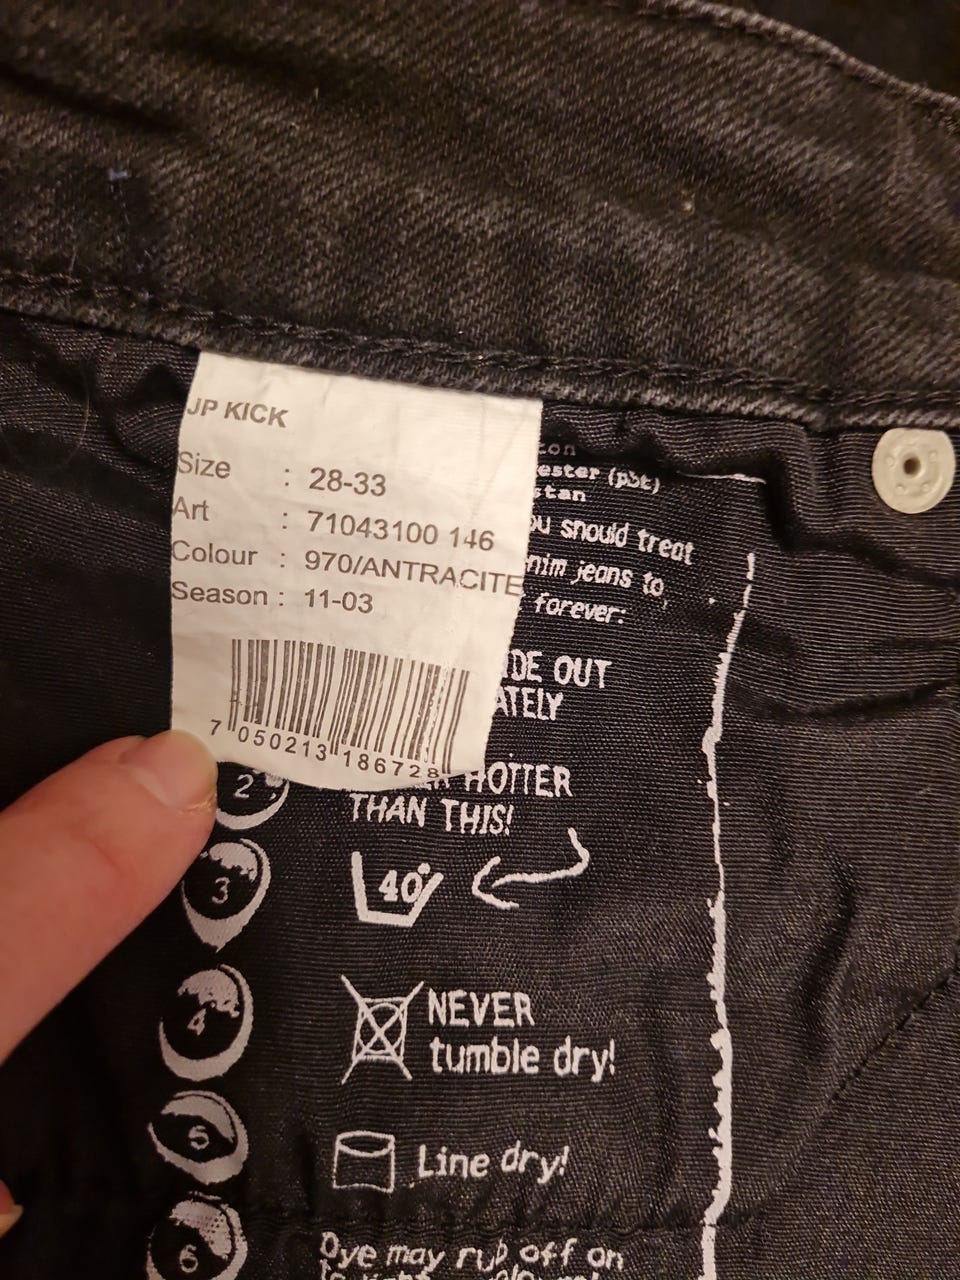 JP KICK
Size : 28-33
Art : 71043100 146
Colour : 970/ANTRACITE
Season : 11-03
7 050213 186728
ton
ester (pbt)
stan
ou should treat
nim jeans to
forever:
DE OUT
ATELY
2
HOTTER
THAN THIS!
3
40°
4
NEVER
tumble dry!
5
Line dry!
6
Dye may rub off on